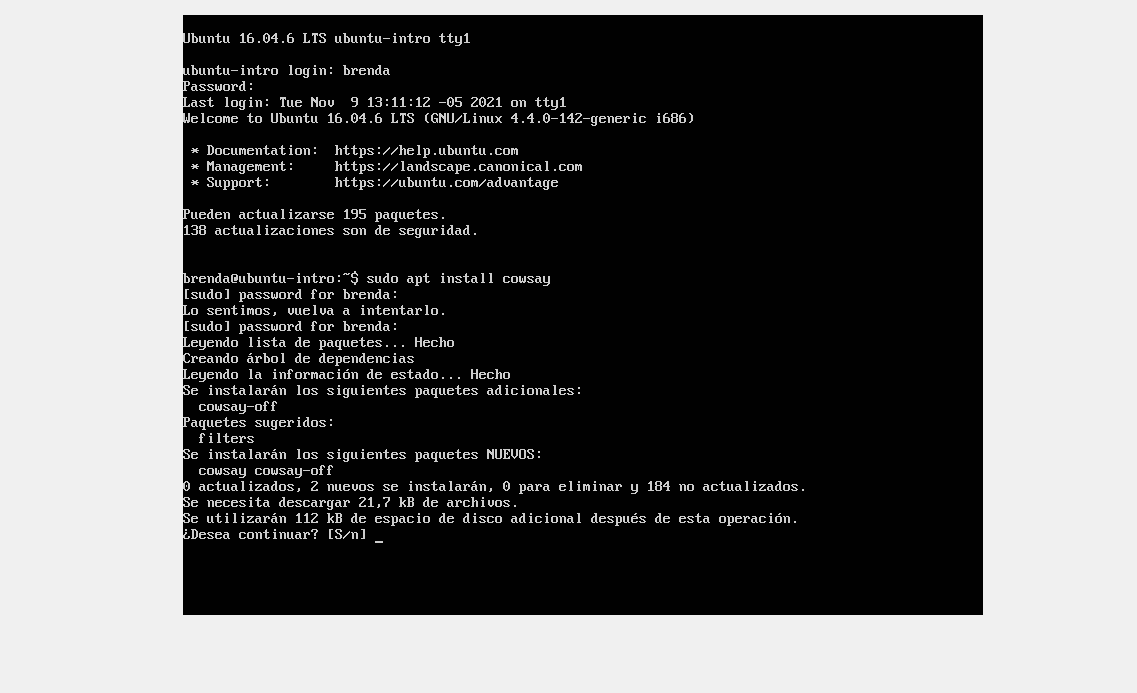 Ubuntu 16.04.6 LTS ubuntu-intro tty1
ubuntu-intro login: brenda
Password:
Last login: Tue Nov  9 13:11:12 -05 2021 on tty1
Welcome to Ubuntu 16.04.6 LTS (GNU/Linux 4.4.0-142-generic i686)
 * Documentation:  https://help.ubuntu.com
 * Management:     https://landscape.canonical.com
 * Support:        https://ubuntu.com/advantage
Pueden actualizarse 195 paquetes.
138 actualizaciones son de seguridad.
brenda@ubuntu-intro:~$ sudo apt install cowsay
[sudo] password for brenda:
Lo sentimos, vuelva a intentarlo.
[sudo] password for brenda:
Leyendo lista de paquetes... Hecho
Creando árbol de dependencias
Leyendo la información de estado... Hecho
Se instalarán los siguientes paquetes adicionales:
  cowsay-off
Paquetes sugeridos:
  filters
Se instalarán los siguientes paquetes NUEVOS:
  cowsay cowsay-off
0 actualizados, 2 nuevos se instalarán, 0 para eliminar y 184 no actualizados.
Se necesita descargar 21,7 kB de archivos.
Se utilizarán 112 kB de espacio de disco adicional después de esta operación.
¿Desea continuar? [S/n] _